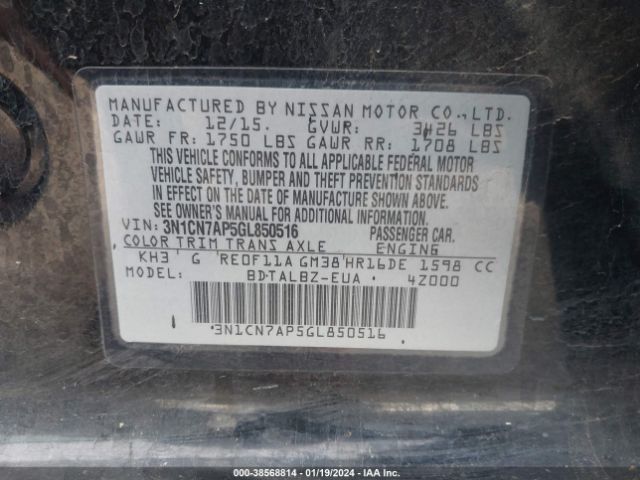 MANUFACTURED BY NISSAN MOTOR CO.,LTD.
DATE: 12/15. GVWR: 3426 LBS
GAWR FR: 1750 LBS GAWR RR: 1708 LBS
THIS VEHICLE CONFORMS TO ALL APPLICABLE FEDERAL MOTOR
VEHICLE SAFETY, BUMPER AND THEFT PREVENTION STANDARDS
IN EFFECT ON THE DATE OF MANUFACTURE SHOWN ABOVE.
SEE OWNER'S MANUAL FOR ADDITIONAL INFORMATION.
VIN: 3N1CN7AP5GL850516 PASSENGER CAR.
COLOR TRIM TRANS AXLE ENGINE
KH3 G RE0F11A GM38 HR16DE 1598 CC
MODEL: BDTALBZ-EUA 4Z000
3N1CN7AP5GL850516
000-38568814 - 01/19/2024 - IAA Inc.